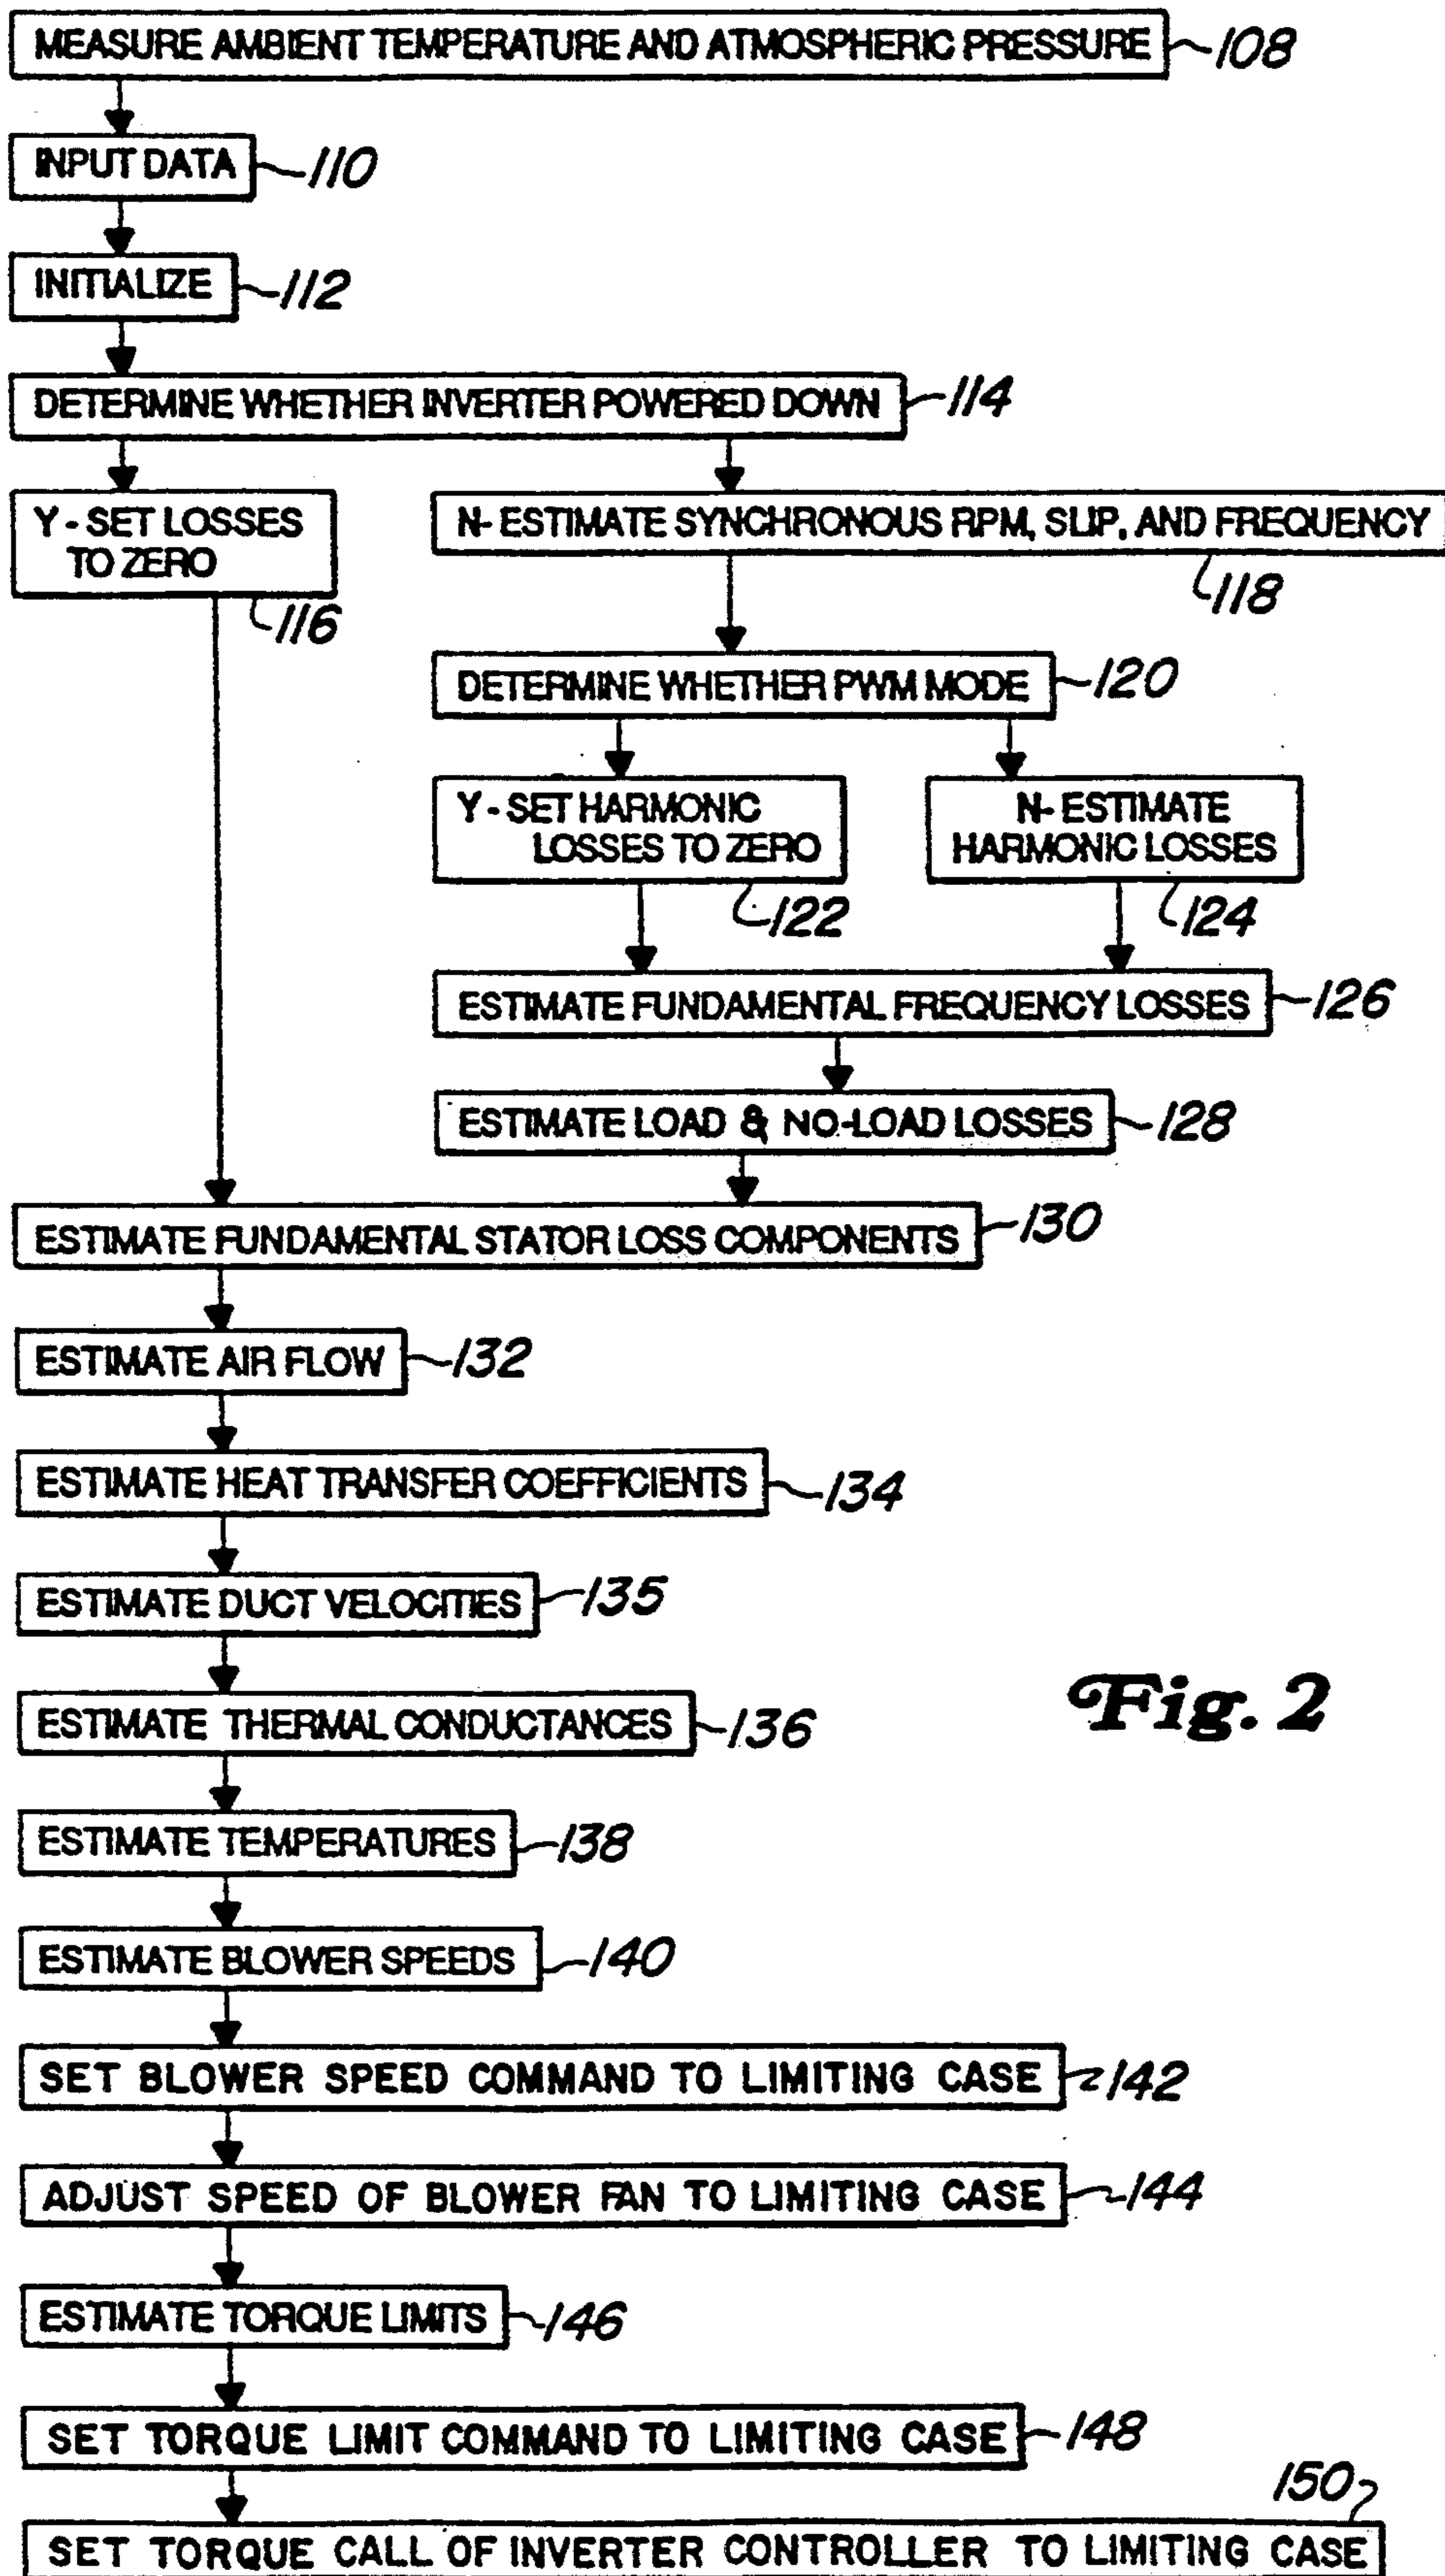 MEASURE AMBIENT TEMPERATURE AND ATMOSPHERIC PRESSURE 108
INPUT DATA 110
INITIALIZE 112
DETERMINE WHETHER INVERTER POWERED DOWN 114
Y - SET LOSSES
TO ZERO
116
N- ESTIMATE SYNCHRONOUS RPM, SLIP, AND FREQUENCY
118
DETERMINE WHETHER PWM MODE 120
Y - SET HARMONIC
LOSSES TO ZERO
122
N- ESTIMATE
HARMONIC LOSSES
124
ESTIMATE FUNDAMENTAL FREQUENCY LOSSES 126
ESTIMATE LOAD & NO-LOAD LOSSES 128
ESTIMATE FUNDAMENTAL STATOR LOSS COMPONENTS 130
ESTIMATE AIR FLOW 132
ESTIMATE HEAT TRANSFER COEFFICIENTS 134
ESTIMATE DUCT VELOCITIES 135
ESTIMATE THERMAL CONDUCTANCES 136
Fig. 2
ESTIMATE TEMPERATURES 138
ESTIMATE BLOWER SPEEDS 140
SET BLOWER SPEED COMMAND TO LIMITING CASE 142
ADJUST SPEED OF BLOWER FAN TO LIMITING CASE 144
ESTIMATE TORQUE LIMITS 146
SET TORQUE LIMIT COMMAND TO LIMITING CASE 148
150
SET TORQUE CALL OF INVERTER CONTROLLER TO LIMITING CASE